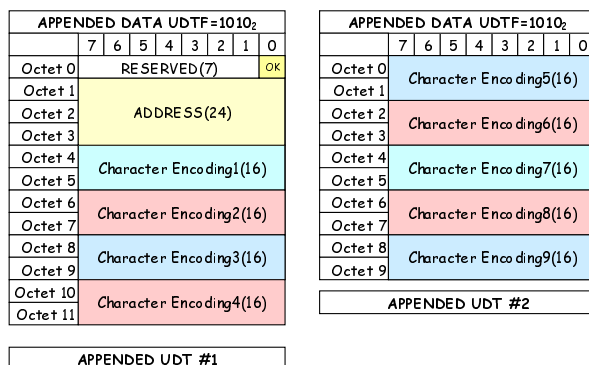 APPENDED DATA UDTF=1010₂
7 6 5 4 3 2 1 0
Octet 0 RESERVED(7) OK
Octet 1
Octet 2 ADDRESS(24)
Octet 3
Octet 4 Character Encoding1(16)
Octet 5
Octet 6 Character Encoding2(16)
Octet 7
Octet 8 Character Encoding3(16)
Octet 9
Octet 10 Character Encoding4(16)
Octet 11
APPENDED UDT #1
APPENDED DATA UDTF=1010₂
7 6 5 4 3 2 1 0
Octet 0 Character Encoding5(16)
Octet 1
Octet 2 Character Encoding6(16)
Octet 3
Octet 4 Character Encoding7(16)
Octet 5
Octet 6 Character Encoding8(16)
Octet 7
Octet 8 Character Encoding9(16)
Octet 9
APPENDED UDT #2